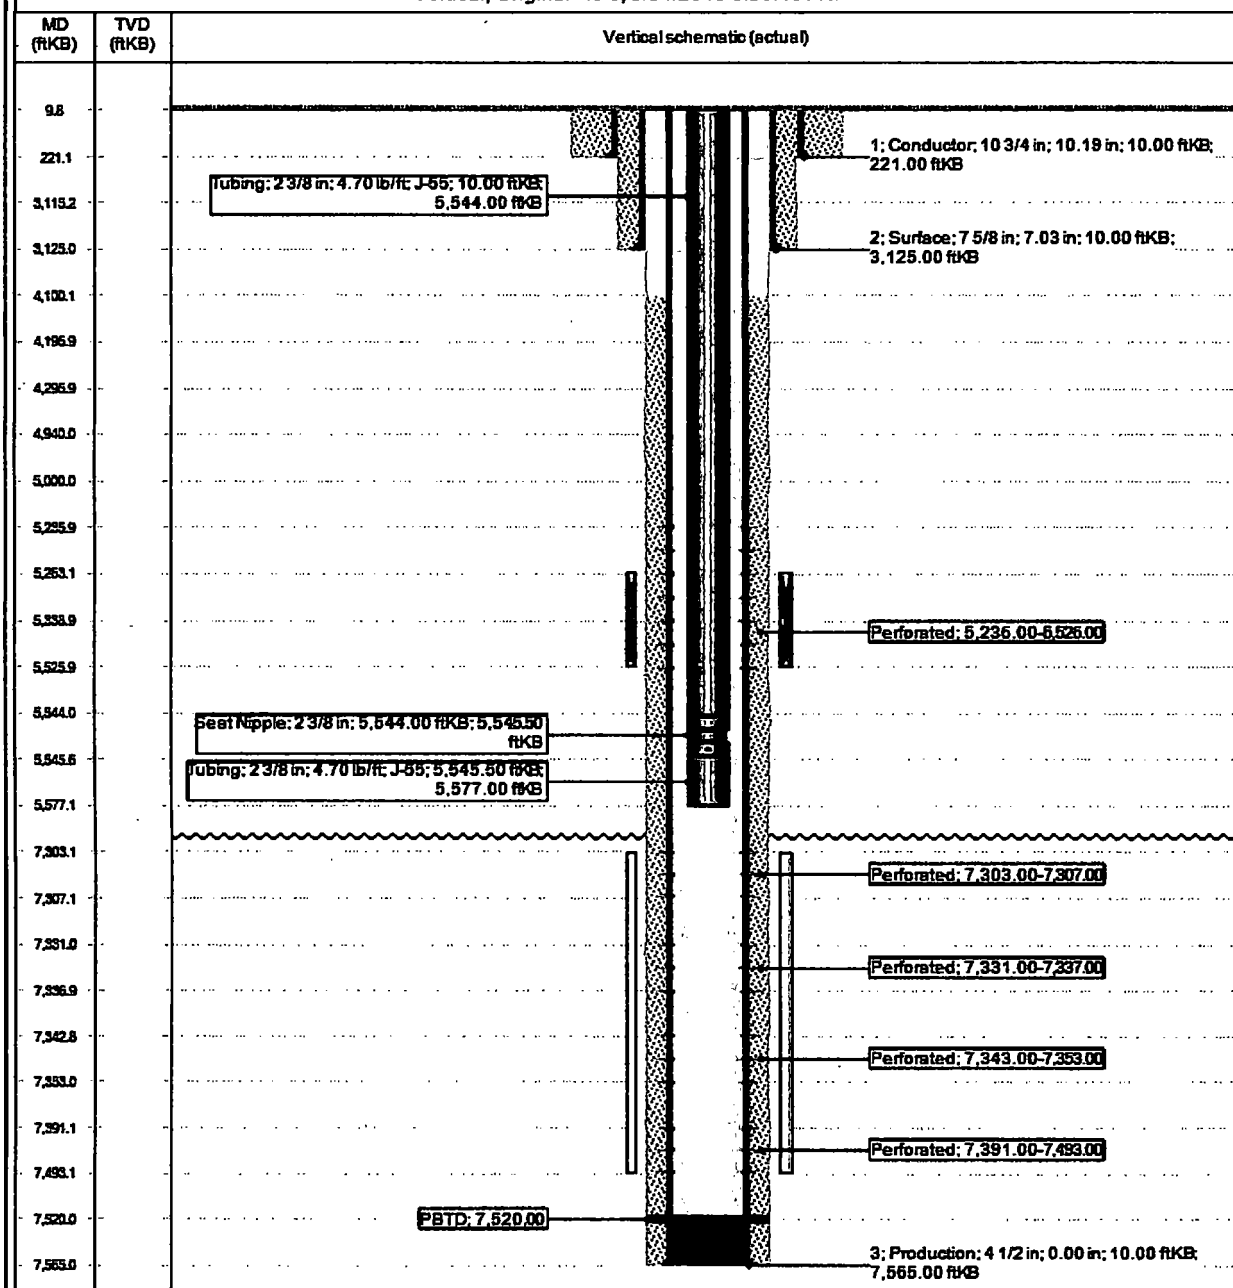 MD
(ftKB)
TVD
(ftKB)
Vertical schematic (actual)
9.8
221.1
3,115.2
3,125.0
4,100.1
4,195.9
4,295.9
4,940.0
5,000.0
5,295.9
5,263.1
5,338.9
5,525.9
5,544.0
5,545.6
5,577.1
7,303.1
7,307.1
7,331.0
7,336.9
7,342.8
7,353.0
7,391.1
7,493.1
7,520.0
7,565.0
1; Conductor; 10 3/4 in; 10.19 in; 10.00 ftKB;
221.00 ftKB
Tubing; 2 3/8 in; 4.70 lb/ft; J-55; 10.00 ftKB;
5,544.00 ftKB
2; Surface; 7 5/8 in; 7.03 in; 10.00 ftKB;
3,125.00 ftKB
Perforated; 5,236.00-5,526.00
Seat Nipple; 2 3/8 in; 5,544.00 ftKB; 5,545.50
ftKB
Tubing; 2 3/8 in; 4.70 lb/ft; J-55; 5,545.50 ftKB;
5,577.00 ftKB
Perforated; 7,303.00-7,307.00
Perforated; 7,331.00-7,337.00
Perforated; 7,343.00-7,353.00
Perforated; 7,391.00-7,493.00
PBTD; 7,520.00
3; Production; 4 1/2 in; 0.00 in; 10.00 ftKB;
7,565.00 ftKB